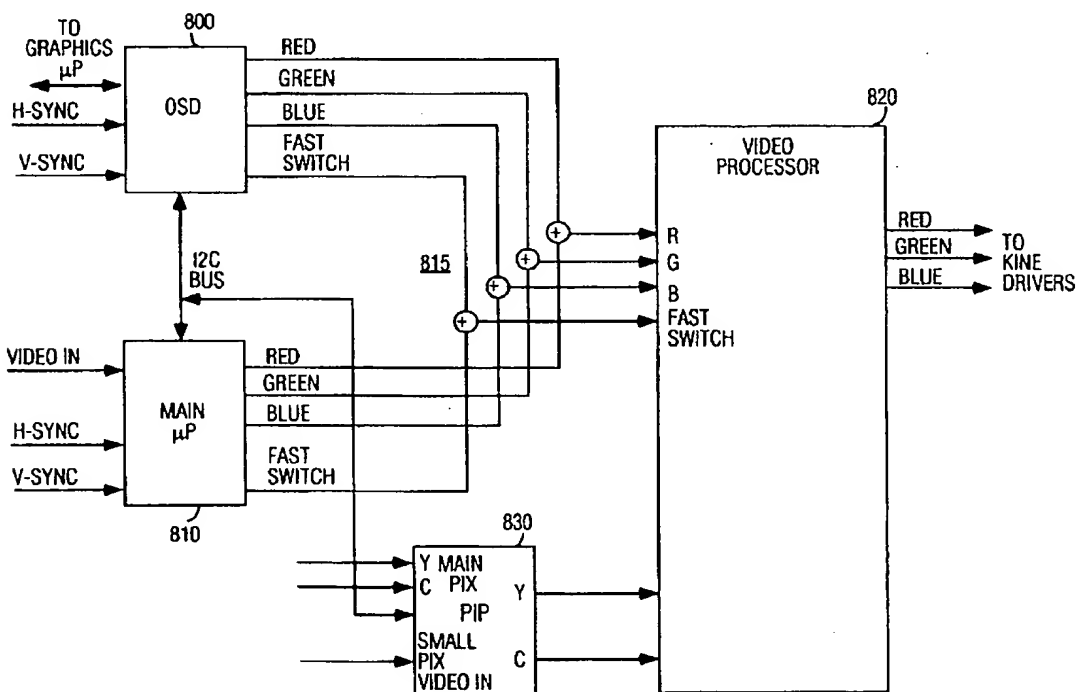 800
TO
GRAPHICS
μP
H-SYNC
V-SYNC
OSD
RED
GREEN
BLUE
FAST
SWITCH
I2C
BUS
815
820
VIDEO
PROCESSOR
R
G
B
FAST
SWITCH
RED
GREEN
BLUE
TO
KINE
DRIVERS
VIDEO IN
H-SYNC
V-SYNC
MAIN
μP
810
RED
GREEN
BLUE
FAST
SWITCH
830
Y MAIN
C PIX
PIP
SMALL
PIX
VIDEO IN
Y
C
+
+
+
+